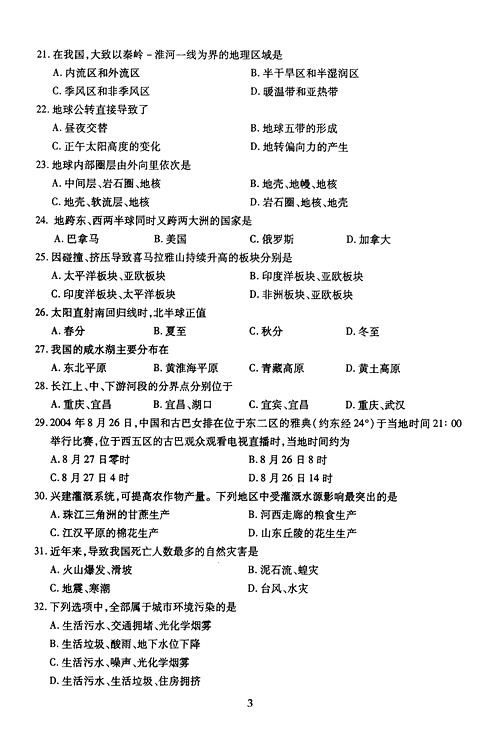 21.在我国,大致以秦岭-淮河一线为界的地理区域是
A.内流区和外流区 B.半干旱区和半湿润区
C.季风区和非季风区 D.暖温带和亚热带
22.地球公转直接导致了
A.昼夜交替 B.地球五带的形成
C.正午太阳高度的变化 D.地转偏向力的产生
23.地球内部圈层由外向里依次是
A.中间层、岩石圈、地核 B.地壳、地幔、地核
C.地壳、软流层、地核 D.岩石圈、地核、地壳
24. 地跨东、西两半球同时又跨两大洲的国家是
A.巴拿马 B.美国 C.俄罗斯 D.加拿大
25.因碰撞、挤压导致喜马拉雅山持续升高的板块分别是
A.太平洋板块、亚欧板块 B.印度洋板块、亚欧板块
C.印度洋板块、太平洋板块 D.非洲板块、亚欧板块
26.太阳直射南回归线时,北半球正值
A.春分 B.夏至 C.秋分 D.冬至
27.我国的咸水湖主要分布在
A.东北平原 B.黄淮海平原 C.青藏高原 D.黄土高原
28.长江上、中、下游河段的分界点分别位于
A.重庆、宜昌 B.宜昌、湖口 C.宜宾、宜昌 D.重庆、武汉
29.2004年8月26日,中国和古巴女排在位于东二区的雅典(约东经24°)于当地时间21:00
举行比赛,位于西五区的古巴观众观看电视直播时,当地时间约为
A.8月27日零时 B.8月26日8时
C.8月27日4时 D.8月26日14时
30.兴建灌溉系统,可提高农作物产量。下列地区中受灌溉水源影响最突出的是
A.珠江三角洲的甘蔗生产 B.河西走廊的粮食生产
C.江汉平原的棉花生产 D.山东丘陵的花生生产
31.近年来,导致我国死亡人数最多的自然灾害是
A.火山爆发、滑坡 B.泥石流、蝗灾
C.地震、寒潮 D.台风、水灾
32.下列选项中,全部属于城市环境污染的是
A.生活污水、交通拥堵、光化学烟雾
B.生活垃圾、酸雨、地下水位下降
C.生活污水、噪声、光化学烟雾
D.生活污水、生活垃圾、住房拥挤
3